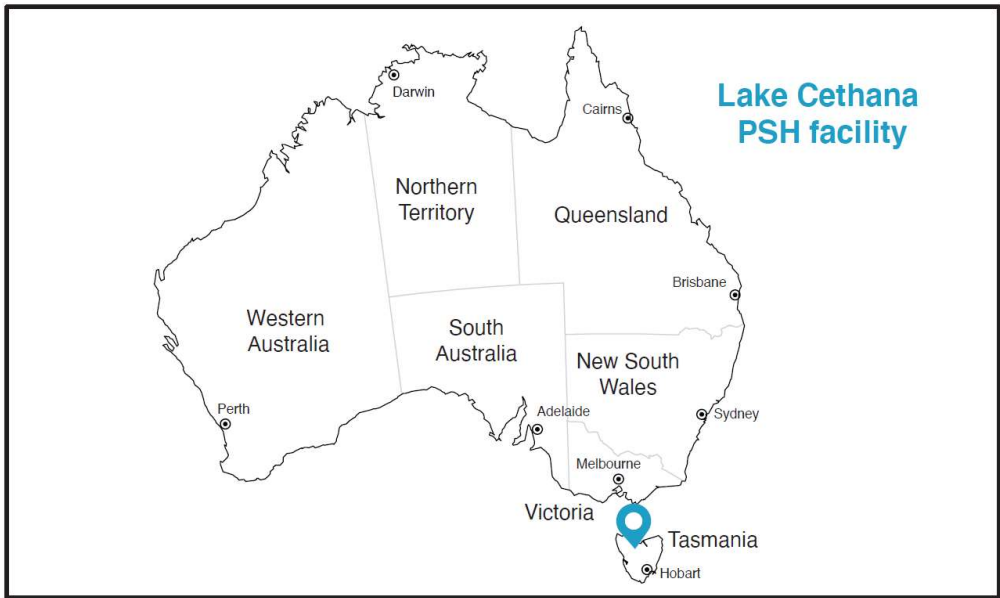 Lake Cethana
PSH facility
Darwin
Cairns
Northern
Territory
Queensland
Brisbane
Western
Australia
South
Australia
New South
Wales
Perth
Adelaide
Sydney
Melbourne
Victoria
Tasmania
Hobart